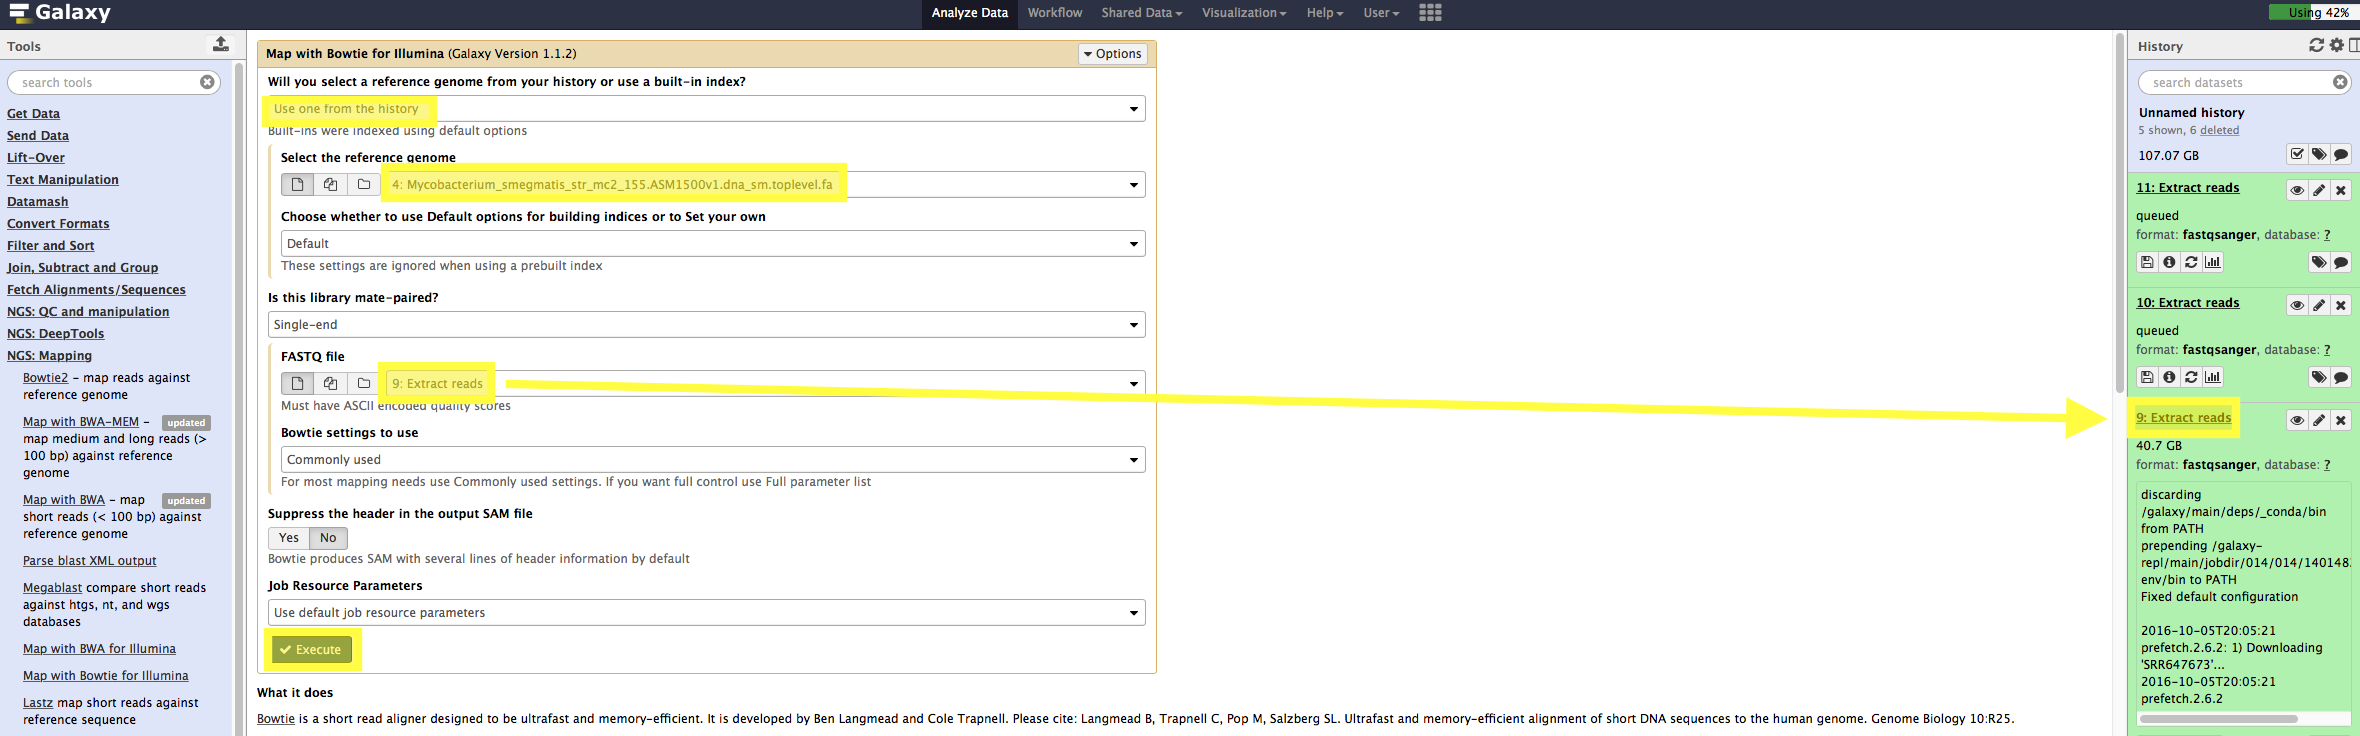 Galaxy
Analyze Data
Workflow
Shared Data
Visualization
Help
User
Using 42%
Tools
search tools
Get Data
Send Data
Lift-Over
Text Manipulation
Datamash
Convert Formats
Filter and Sort
Join, Subtract and Group
Fetch Alignments/Sequences
NGS: QC and manipulation
NGS: DeepTools
NGS: Mapping
Bowtie2 - map reads against
reference genome
Map with BWA-MEM - updated
map medium and long reads (>
100 bp) against reference
genome
Map with BWA - map updated
short reads (< 100 bp) against
reference genome
Parse blast XML output
Megablast compare short reads
against htgs, nt, and wgs
databases
Map with BWA for Illumina
Map with Bowtie for Illumina
Lastz map short reads against
reference sequence
Map with Bowtie for Illumina (Galaxy Version 1.1.2)
Options
Will you select a reference genome from your history or use a built-in index?
Use one from the history
Built-ins were indexed using default options
Select the reference genome
4: Mycobacterium_smegmatis_str_mc2_155.ASM1500v1.dna_sm.toplevel.fa
Choose whether to use Default options for building indices or to Set your own
Default
These settings are ignored when using a prebuilt index
Is this library mate-paired?
Single-end
FASTQ file
9: Extract reads
Must have ASCII encoded quality scores
Bowtie settings to use
Commonly used
For most mapping needs use Commonly used settings. If you want full control use Full parameter list
Suppress the header in the output SAM file
Yes No
Bowtie produces SAM with several lines of header information by default
Job Resource Parameters
Use default job resource parameters
Execute
What it does
Bowtie is a short read aligner designed to be ultrafast and memory-efficient. It is developed by Ben Langmead and Cole Trapnell. Please cite: Langmead B, Trapnell C, Pop M, Salzberg SL. Ultrafast and memory-efficient alignment of short DNA sequences to the human genome. Genome Biology 10:R25.
History
search datasets
Unnamed history
5 shown, 6 deleted
107.07 GB
11: Extract reads
queued
format: fastqsanger, database: ?
10: Extract reads
queued
format: fastqsanger, database: ?
9: Extract reads
40.7 GB
format: fastqsanger, database: ?
discarding
/galaxy/main/deps/_conda/bin
from PATH
prepending /galaxy-
repl/main/jobdir/014/014/140148
env/bin to PATH
Fixed default configuration
2016-10-05T20:05:21
prefetch.2.6.2: 1) Downloading
'SRR647673'...
2016-10-05T20:05:21
prefetch.2.6.2